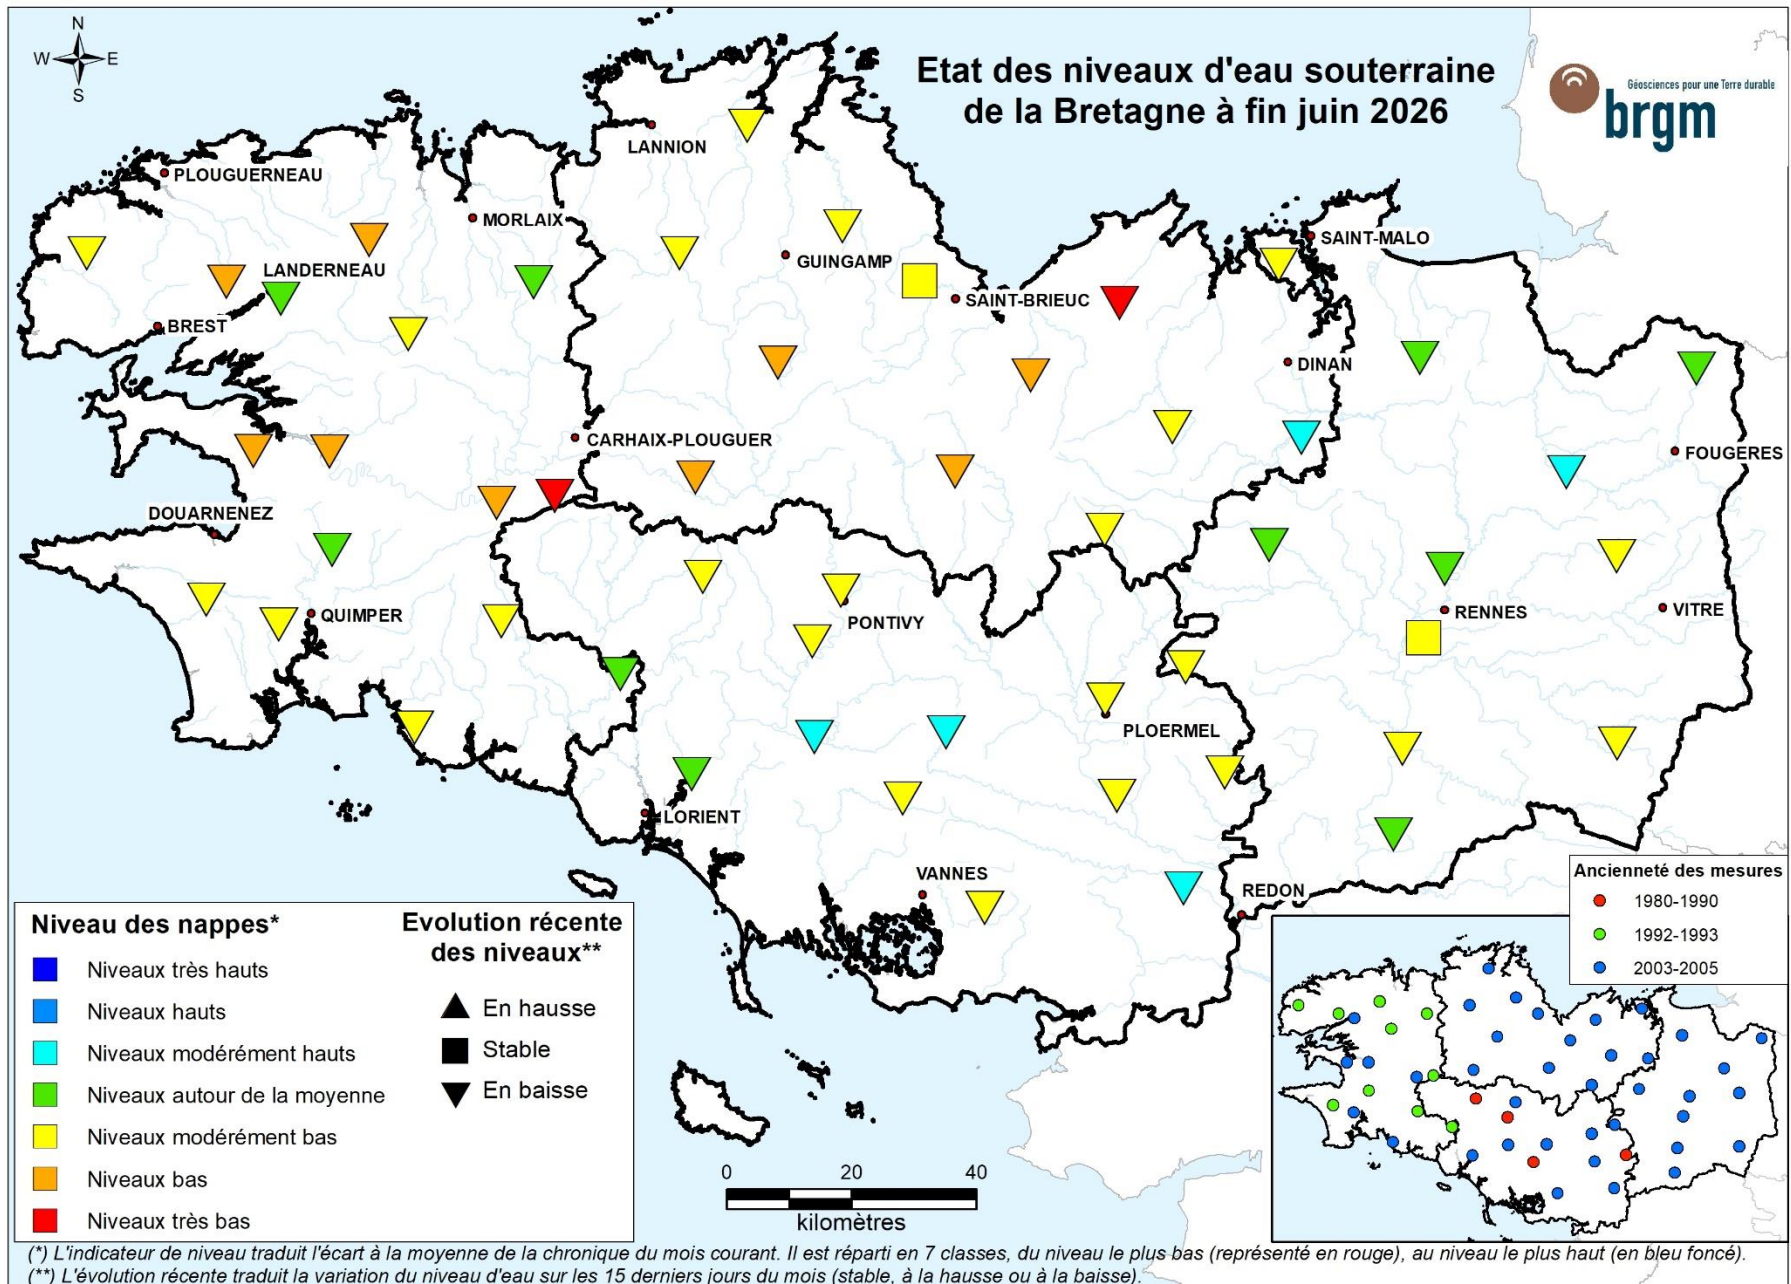 N
W E
S
Etat des niveaux d'eau souterraine
de la Bretagne à fin juin 2026
Géosciences pour une Terre durable
brgm
LANNION
PLOUGUERNEAU
MORLAIX
SAINT-MALO
GUINGAMP
LANDERNEAU
SAINT-BRIEUC
BREST
DINAN
CARHAIX-PLOUGUER
FOUGERES
DOUARNENEZ
QUIMPER
PONTIVY
RENNES
VITRE
PLOERMEL
LORIENT
VANNES
REDON
Niveau des nappes*
Niveaux très hauts
Niveaux hauts
Niveaux modérément hauts
Niveaux autour de la moyenne
Niveaux modérément bas
Niveaux bas
Niveaux très bas
Evolution récente
des niveaux**
En hausse
Stable
En baisse
0 20 40
kilomètres
Ancienneté des mesures
1980-1990
1992-1993
2003-2005
(*) L'indicateur de niveau traduit l'écart à la moyenne de la chronique du mois courant. Il est réparti en 7 classes, du niveau le plus bas (représenté en rouge), au niveau le plus haut (en bleu foncé).
(**) L'évolution récente traduit la variation du niveau d'eau sur les 15 derniers jours du mois (stable, à la hausse ou à la baisse).